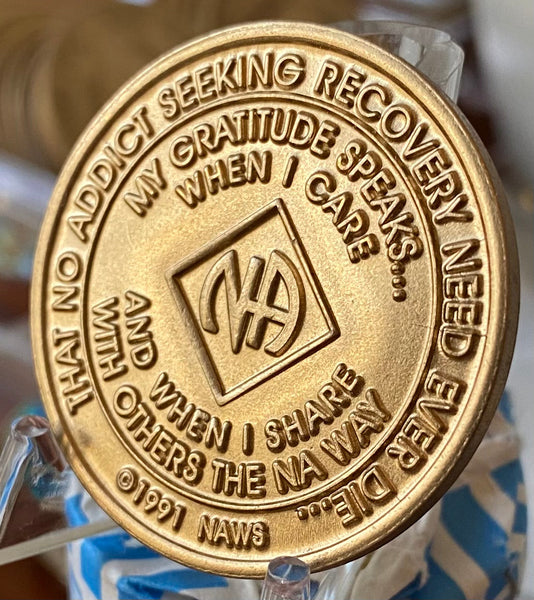 THAT NO ADDICT SEEKING RECOVERY NEED EVER DIE...
MY GRATITUDE SPEAKS....
WHEN I CARE
NA
AND WHEN I SHARE
WITH OTHERS THE NA WAY
©1991 NAWS